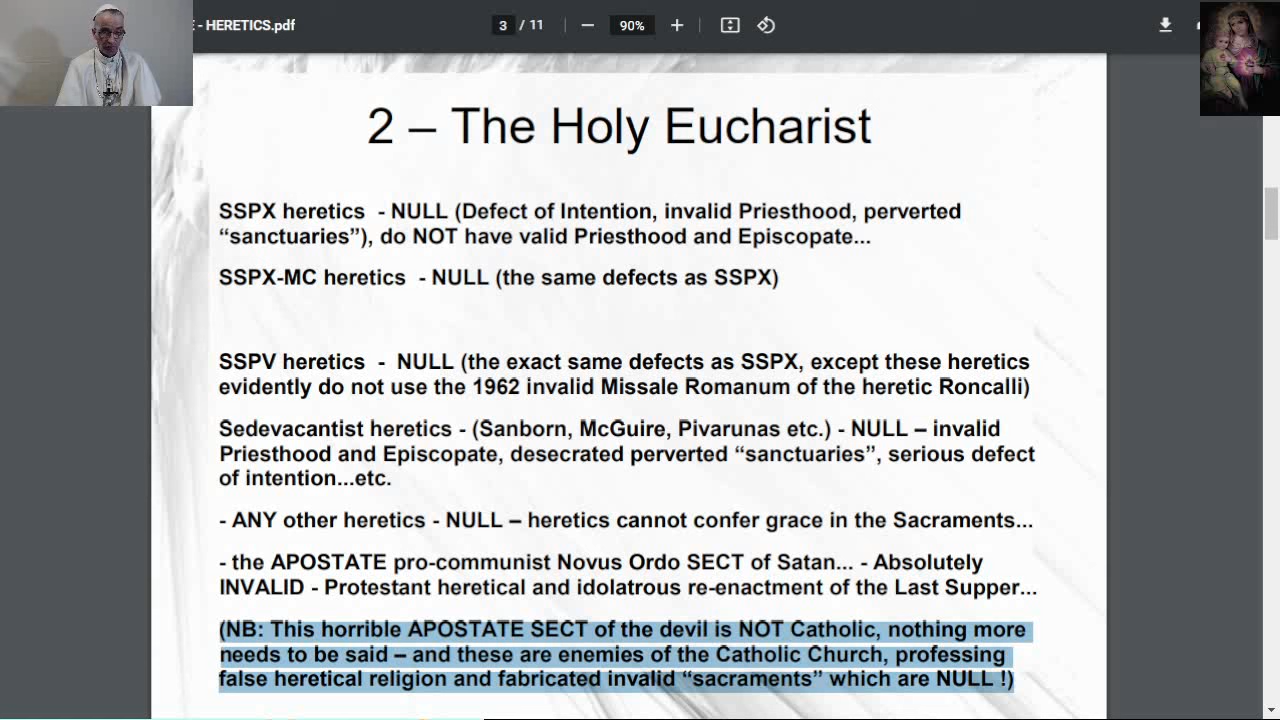 - HERETICS.pdf
3 / 11
90%
2 – The Holy Eucharist
SSPX heretics - NULL (Defect of Intention, invalid Priesthood, perverted
“sanctuaries”), do NOT have valid Priesthood and Episcopate...
SSPX-MC heretics - NULL (the same defects as SSPX)
SSPV heretics - NULL (the exact same defects as SSPX, except these heretics
evidently do not use the 1962 invalid Missale Romanum of the heretic Roncalli)
Sedevacantist heretics - (Sanborn, McGuire, Pivarunas etc.) - NULL – invalid
Priesthood and Episcopate, desecrated perverted “sanctuaries”, serious defect
of intention...etc.
- ANY other heretics - NULL – heretics cannot confer grace in the Sacraments...
- the APOSTATE pro-communist Novus Ordo SECT of Satan... - Absolutely
INVALID - Protestant heretical and idolatrous re-enactment of the Last Supper...
(NB: This horrible APOSTATE SECT of the devil is NOT Catholic, nothing more
needs to be said – and these are enemies of the Catholic Church, professing
false heretical religion and fabricated invalid “sacraments” which are NULL !)